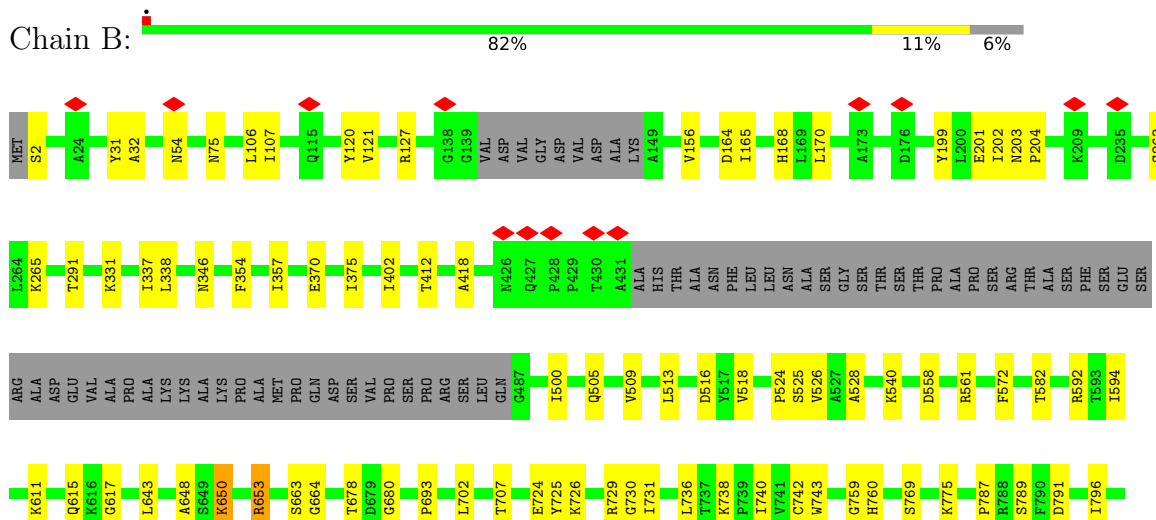 Chain B:
82% 11% 6%
MET S2 A24 Y31 A32 N54 N75 L106 I107 Q115 Y120 V121 R127 G138 G139 VAL ASP VAL GLY ASP VAL ASP ALA LYS A149 V156 D164 I165 H168 L169 L170 A173 D176 Y199 L200 E201 I202 N203 P204 K209 D235
L264 K265 T291 K331 I337 L338 N346 F354 I357 E370 I375 I402 T412 A418 N426 Q427 P428 P429 T430 A431 ALA HIS THR ALA ASN PHE LEU LEU ASN ALA SER GLY SER THR SER THR PRO ALA PRO SER ARG THR ALA SER PHE SER GLU SER
ARG ALA ASP GLU VAL ALA PRO ALA LYS LYS ALA LYS PRO ALA MET PRO GLN ASP SER VAL PRO SER PRO ARG SER LEU GLN G487 I500 Q505 V509 L513 D516 Y517 V518 P524 S525 V526 A527 A528 K540 D558 R561 F572 T582 R592 T593 I594
K611 Q615 K616 G617 L643 A648 S649 K650 R653 S663 G664 T678 D679 G680 P693 L702 T707 E724 Y725 K726 R729 G730 I731 L736 T737 K738 P739 I740 V741 C742 W743 G759 H760 S769 K775 P787 R788 S789 F790 D791 I796